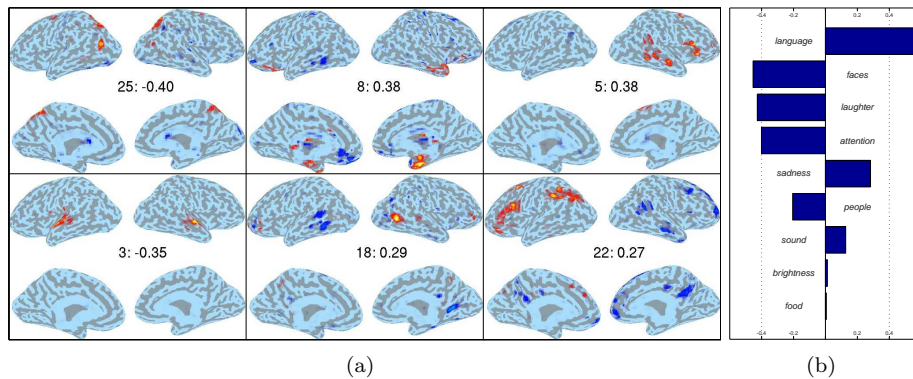 25: -0.40
8: 0.38
5: 0.38
3: -0.35
18: 0.29
22: 0.27
(a)
-0.4 -0.2 0 0.2 0.4
language
faces
laughter
attention
sadness
people
sound
brightness
food
-0.4 -0.2 0 0.2 0.4
(b)